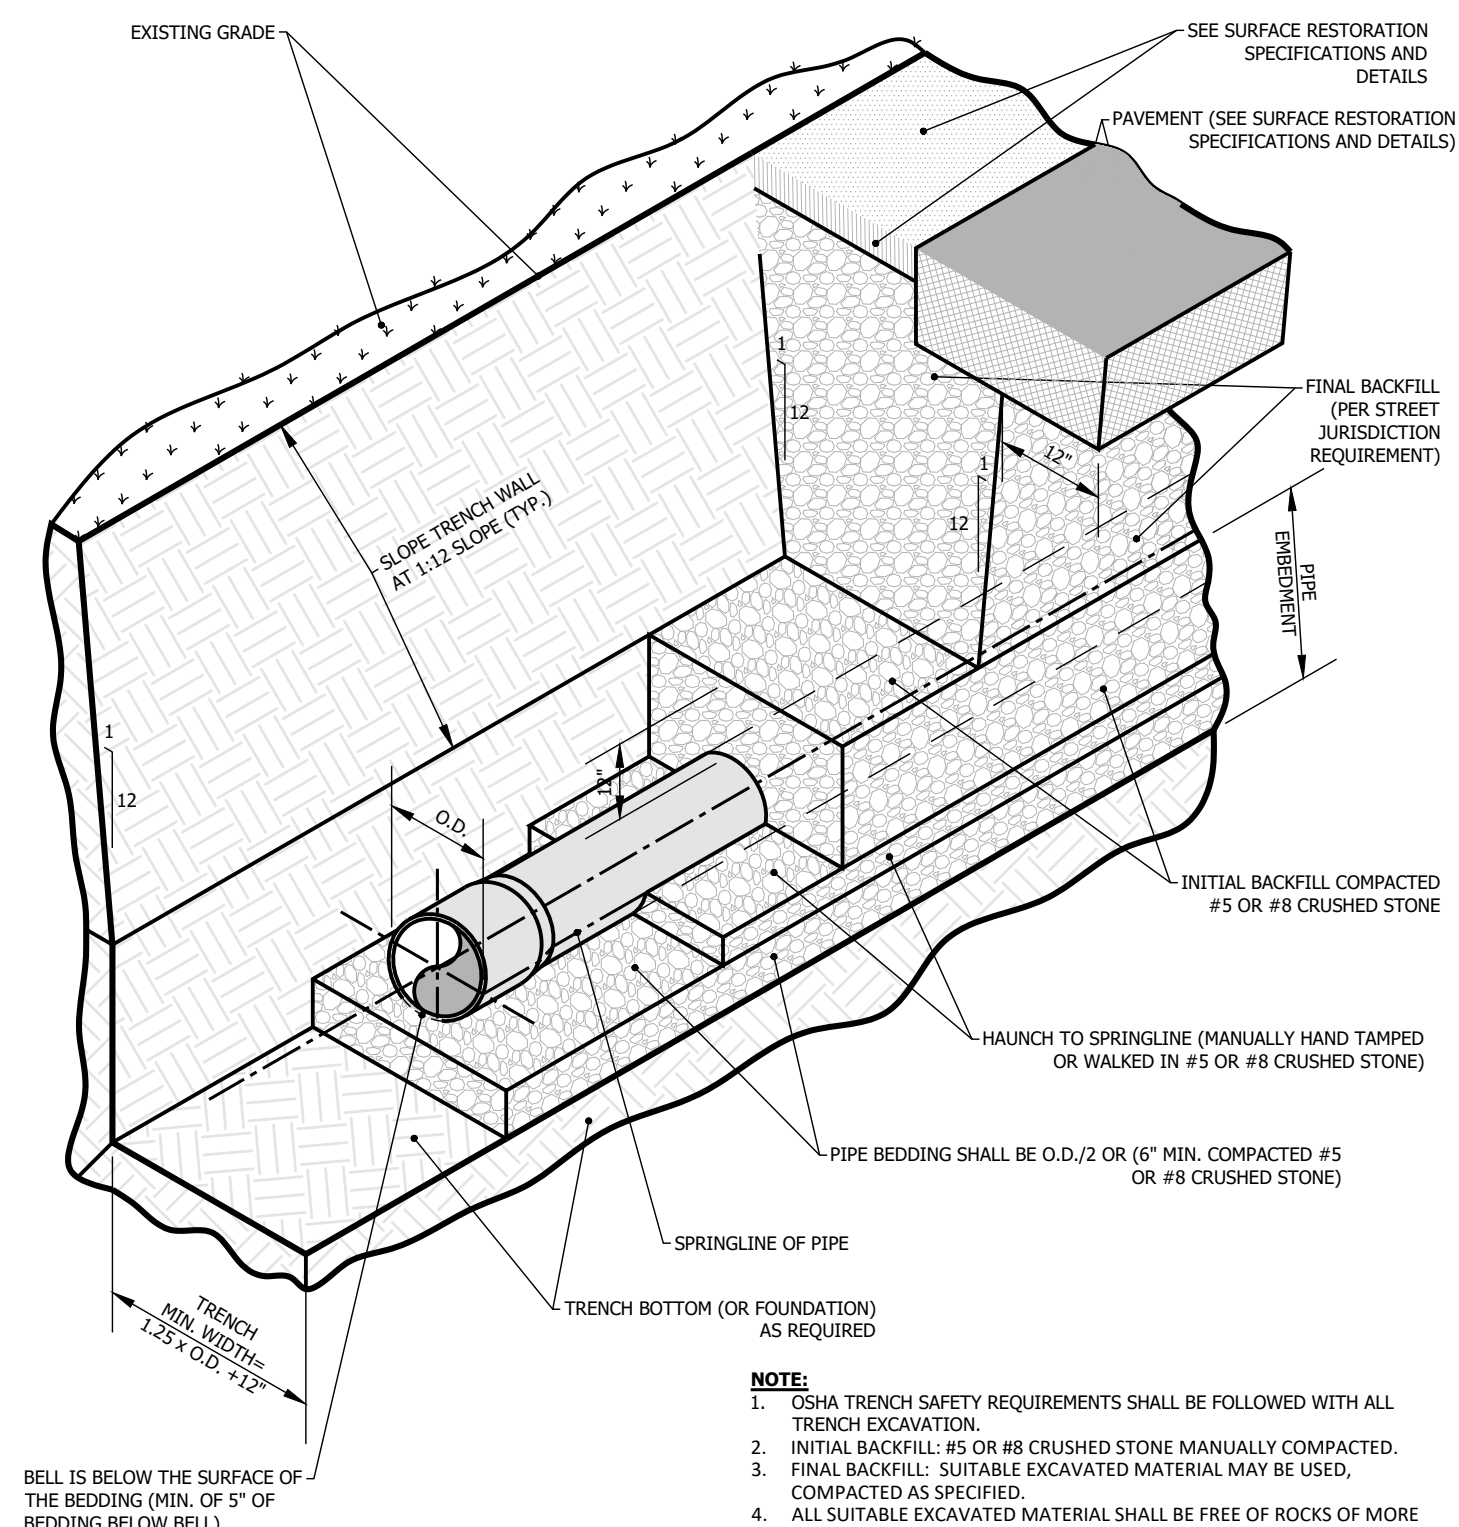 EXISTING GRADE
SEE SURFACE RESTORATION
SPECIFICATIONS AND
DETAILS
PAVEMENT (SEE SURFACE RESTORATION
SPECIFICATIONS AND DETAILS)
1
12
FINAL BACKFILL
(PER STREET
JURISDICTION
REQUIREMENT)
12"
1
12
SLOPE TRENCH WALL
AT 1:12 SLOPE (TYP.)
PIPE
EMBEDMENT
1
12
12"
O.D.
INITIAL BACKFILL COMPACTED
#5 OR #8 CRUSHED STONE
HAUNCH TO SPRINGLINE (MANUALLY HAND TAMPED
OR WALKED IN #5 OR #8 CRUSHED STONE)
PIPE BEDDING SHALL BE O.D./2 OR (6" MIN. COMPACTED #5
OR #8 CRUSHED STONE)
SPRINGLINE OF PIPE
TRENCH BOTTOM (OR FOUNDATION)
AS REQUIRED
TRENCH
MIN. WIDTH=
1.25 x O.D. +12"
BELL IS BELOW THE SURFACE OF
THE BEDDING (MIN. OF 5" OF
BEDDING BELOW BELL)
NOTE:
1. OSHA TRENCH SAFETY REQUIREMENTS SHALL BE FOLLOWED WITH ALL
TRENCH EXCAVATION.
2. INITIAL BACKFILL: #5 OR #8 CRUSHED STONE MANUALLY COMPACTED.
3. FINAL BACKFILL: SUITABLE EXCAVATED MATERIAL MAY BE USED,
COMPACTED AS SPECIFIED.
4. ALL SUITABLE EXCAVATED MATERIAL SHALL BE FREE OF ROCKS OF MORE